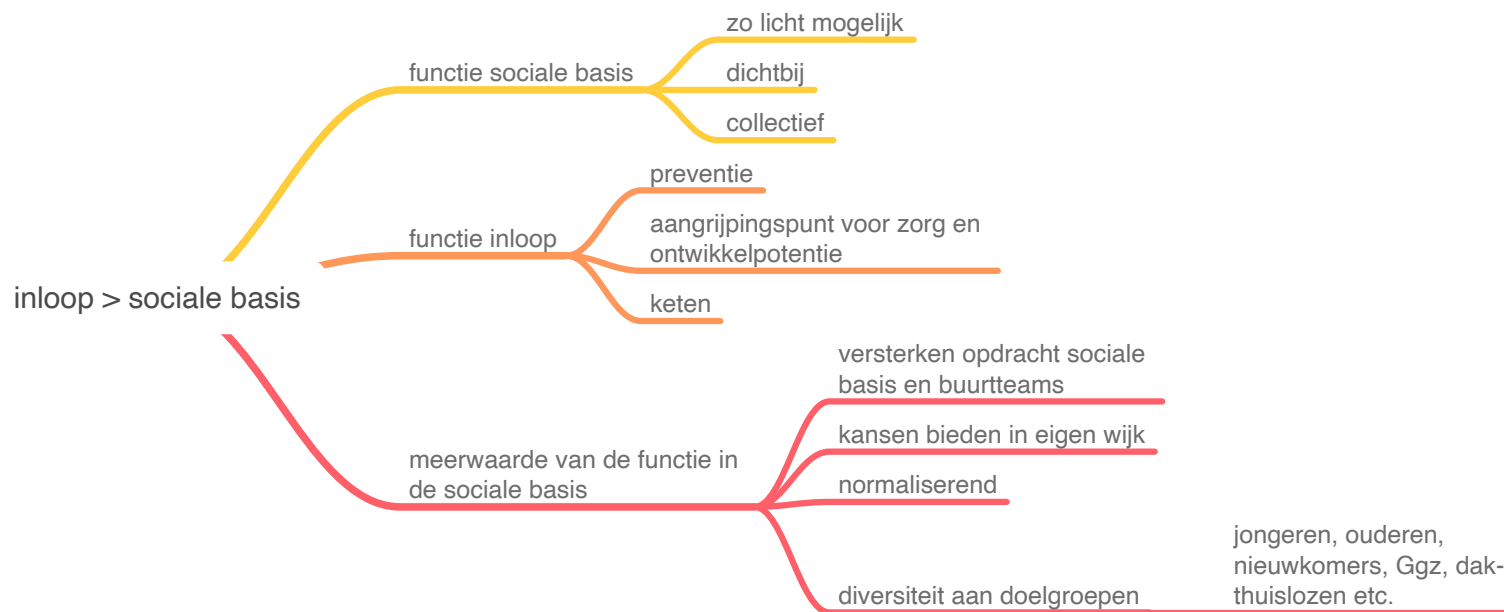 inloop > sociale basis
functie sociale basis
zo licht mogelijk
dichtbij
collectief
functie inloop
preventie
aangrijpingspunt voor zorg en
ontwikkelpotentie
keten
meerwaarde van de functie in
de sociale basis
versterken opdracht sociale
basis en buurtteams
kansen bieden in eigen wijk
normaliserend
diversiteit aan doelgroepen
jongeren, ouderen,
nieuwkomers, Ggz, dak-
thuislozen etc.